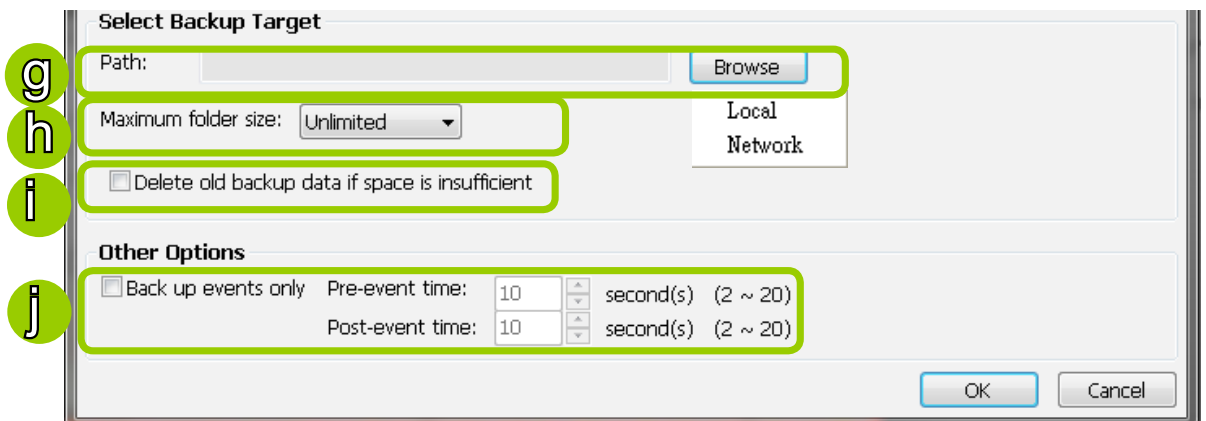 Select Backup Target
g Path: Browse
Local
h Maximum folder size: Unlimited
Network
i Delete old backup data if space is insufficient
Other Options
j Back up events only Pre-event time: 10 second(s) (2 ~ 20)
Post-event time: 10 second(s) (2 ~ 20)
OK Cancel